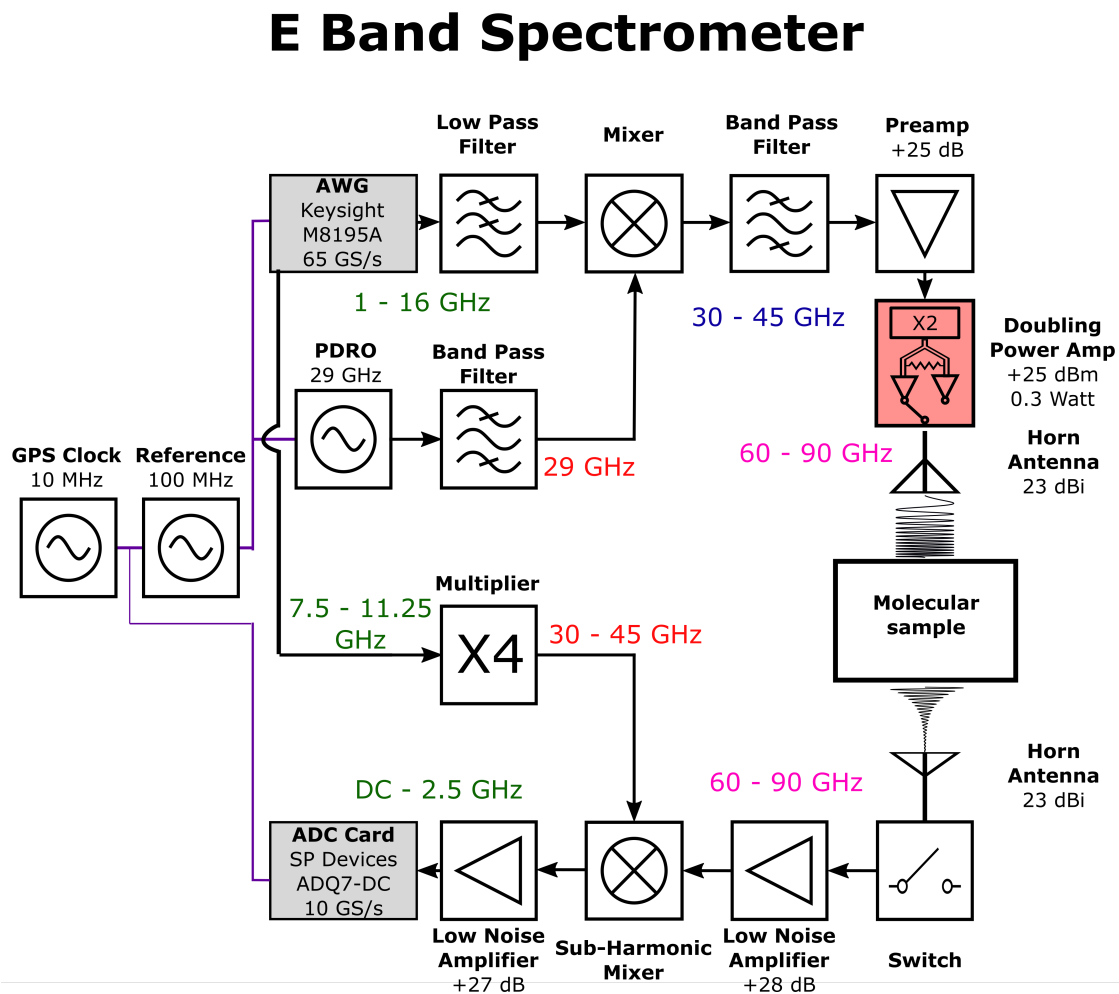 E Band Spectrometer
Low Pass
Filter
Mixer
Band Pass
Filter
Preamp
+25 dB
AWG
Keysight
M8195A
65 GS/s
1 - 16 GHz
30 - 45 GHz
X2
Doubling
Power Amp
+25 dBm
0.3 Watt
PDRO
29 GHz
Band Pass
Filter
29 GHz
60 - 90 GHz
Horn
Antenna
23 dBi
GPS Clock
10 MHz
Reference
100 MHz
Molecular
sample
Multiplier
7.5 - 11.25
GHz
X4
30 - 45 GHz
Horn
Antenna
23 dBi
DC - 2.5 GHz
60 - 90 GHz
ADC Card
SP Devices
ADQ7-DC
10 GS/s
Low Noise
Amplifier
+27 dB
Sub-Harmonic
Mixer
Low Noise
Amplifier
+28 dB
Switch